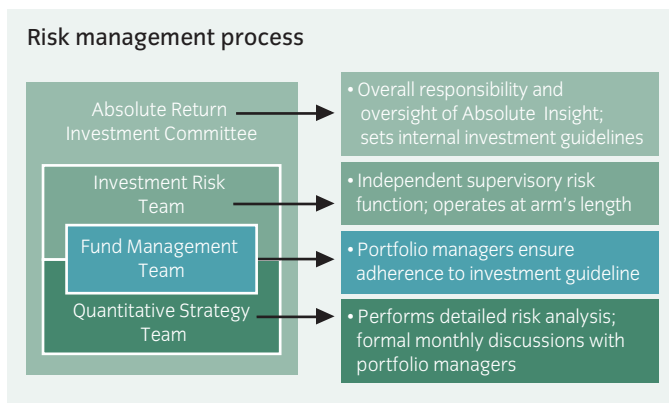 Risk management process
Absolute Return
Investment Committee
• Overall responsibility and
oversight of Absolute Insight;
sets internal investment guidelines
Investment Risk
Team
• Independent supervisory risk
function; operates at arm's length
Fund Management
Team
• Portfolio managers ensure
adherence to investment guideline
Quantitative Strategy
Team
• Performs detailed risk analysis;
formal monthly discussions with
portfolio managers